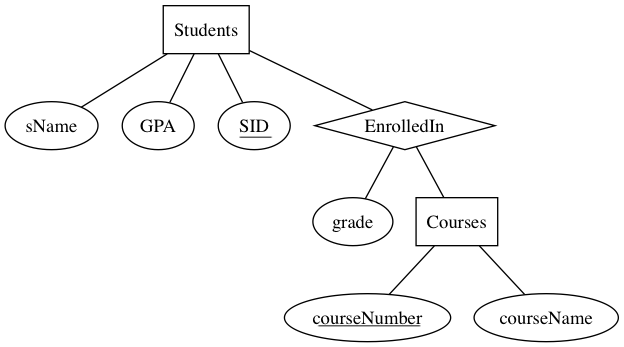 Students
sName
GPA
SID
EnrolledIn
grade
Courses
courseNumber
courseName